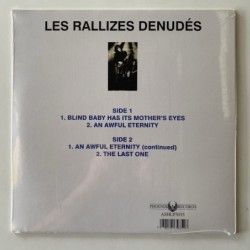 LES RALLIZES DENUDÉS
SIDE 1
1. BLIND BABY HAS ITS MOTHER'S EYES
2. AN AWFUL ETERNITY
SIDE 2
1. AN AWFUL ETERNITY (continued)
2. THE LAST ONE